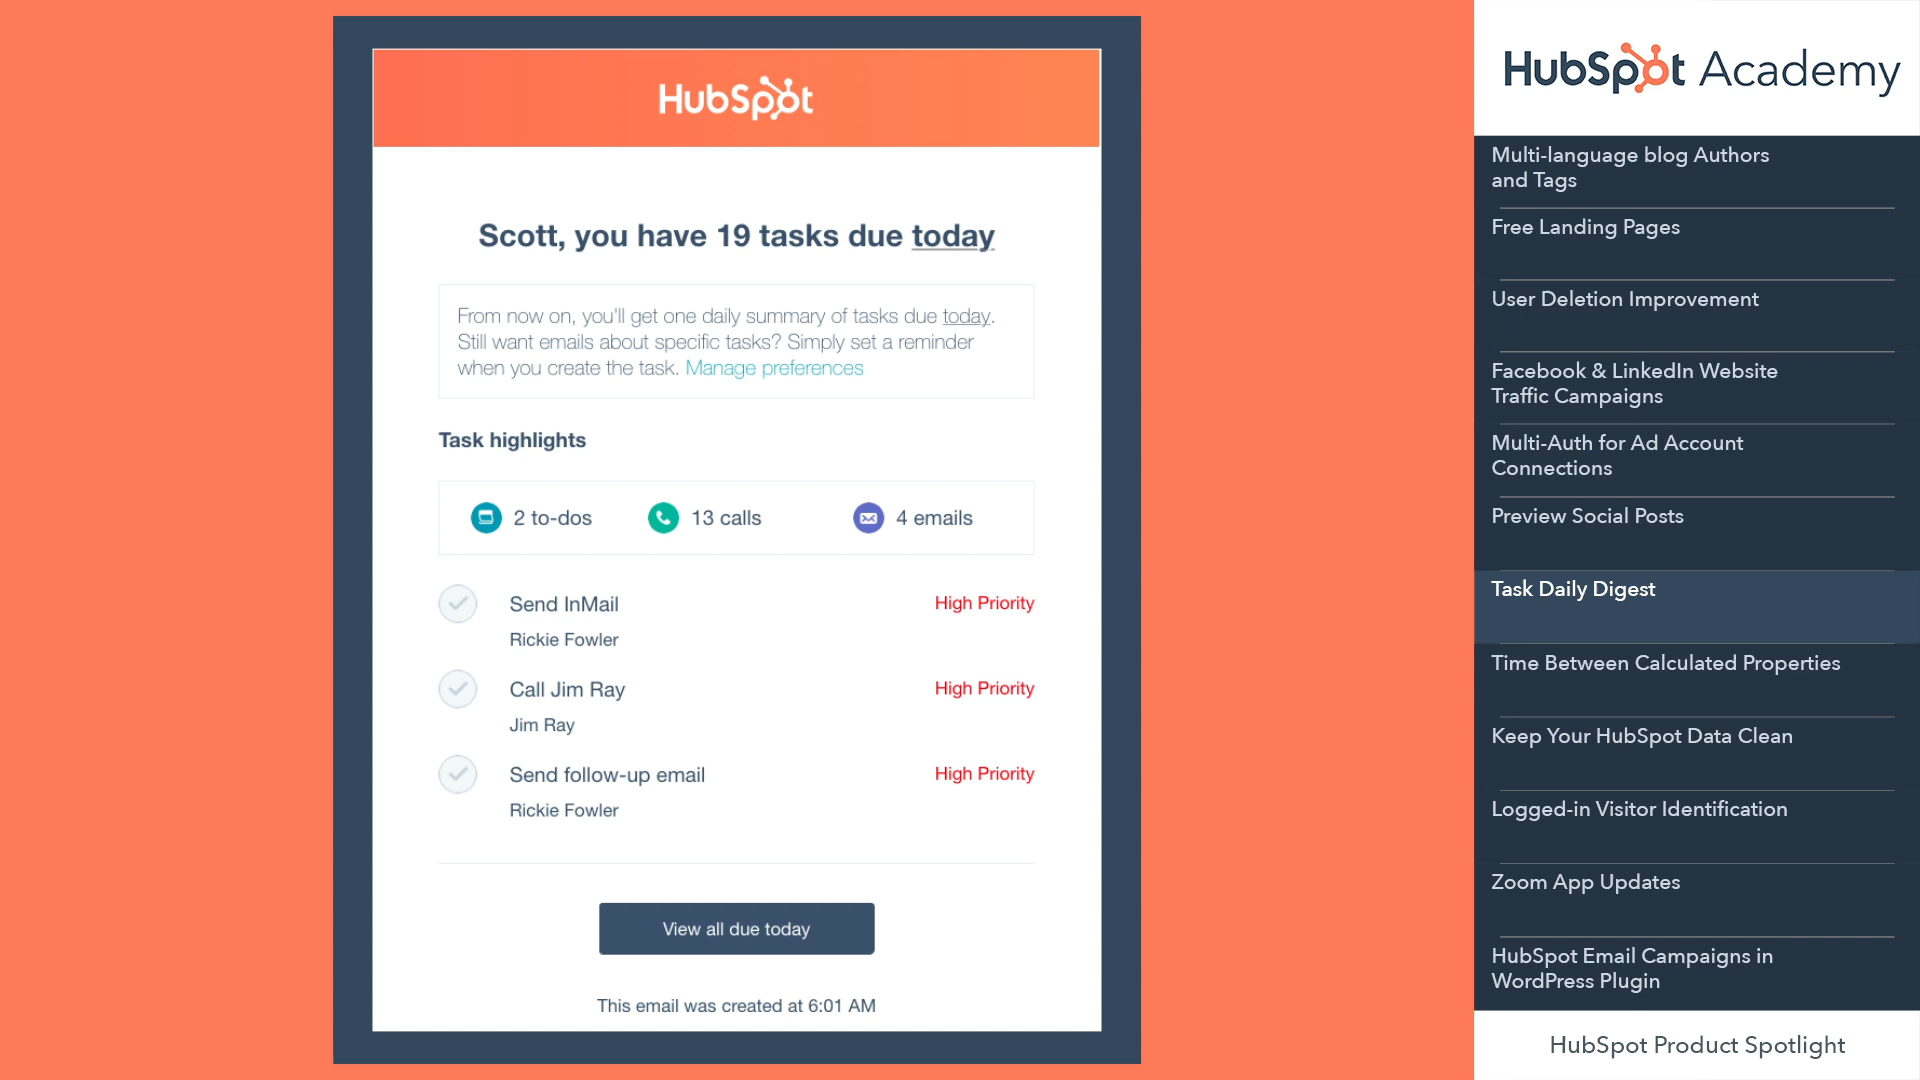 HubSpot
Scott, you have 19 tasks due today
From now on, you'll get one daily summary of tasks due today.
Still want emails about specific tasks? Simply set a reminder
when you create the task. Manage preferences
Task highlights
2 to-dos
13 calls
4 emails
Send InMail
High Priority
Rickie Fowler
Call Jim Ray
High Priority
Jim Ray
Send follow-up email
High Priority
Rickie Fowler
View all due today
This email was created at 6:01 AM
HubSpot Academy
Multi-language blog Authors
and Tags
Free Landing Pages
User Deletion Improvement
Facebook & LinkedIn Website
Traffic Campaigns
Multi-Auth for Ad Account
Connections
Preview Social Posts
Task Daily Digest
Time Between Calculated Properties
Keep Your HubSpot Data Clean
Logged-in Visitor Identification
Zoom App Updates
HubSpot Email Campaigns in
WordPress Plugin
HubSpot Product Spotlight